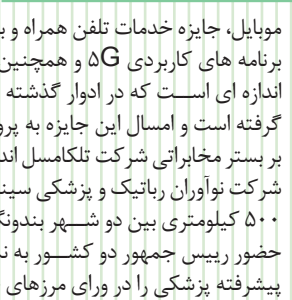 موبایل، جایزه خدمات تلفن همراه و ب
برنامه های کاربردی 5G و همچنین
اندازه ای است که در ادوار گذشته
گرفته است و امسال این جایزه به پرو
بر بستر مخابراتی شرکت تلکامسل اند
شرکت نوآوران رباتیک و پزشکی سینا
۵۰۰ کیلومتری بین دو شهر بندونگ
حضور رییس جمهور دو کشور به نم
پیشرفته پزشکی را در ورای مرزهای